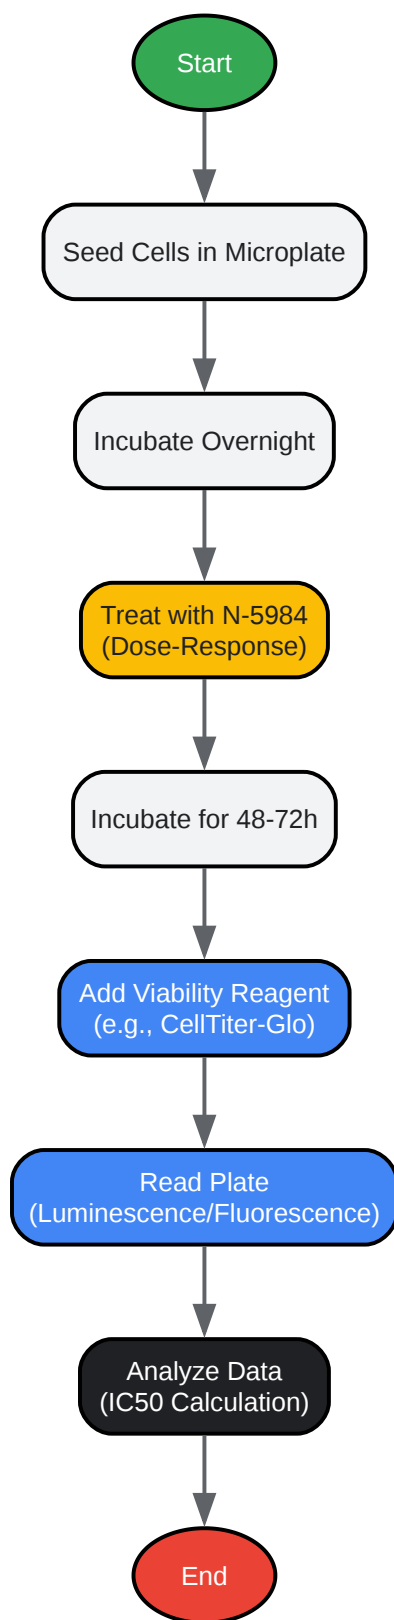 Start
Seed Cells in Microplate
Incubate Overnight
Treat with N-5984
(Dose-Response)
Incubate for 48-72h
Add Viability Reagent
(e.g., CellTiter-Glo)
Read Plate
(Luminescence/Fluorescence)
Analyze Data
(IC50 Calculation)
End